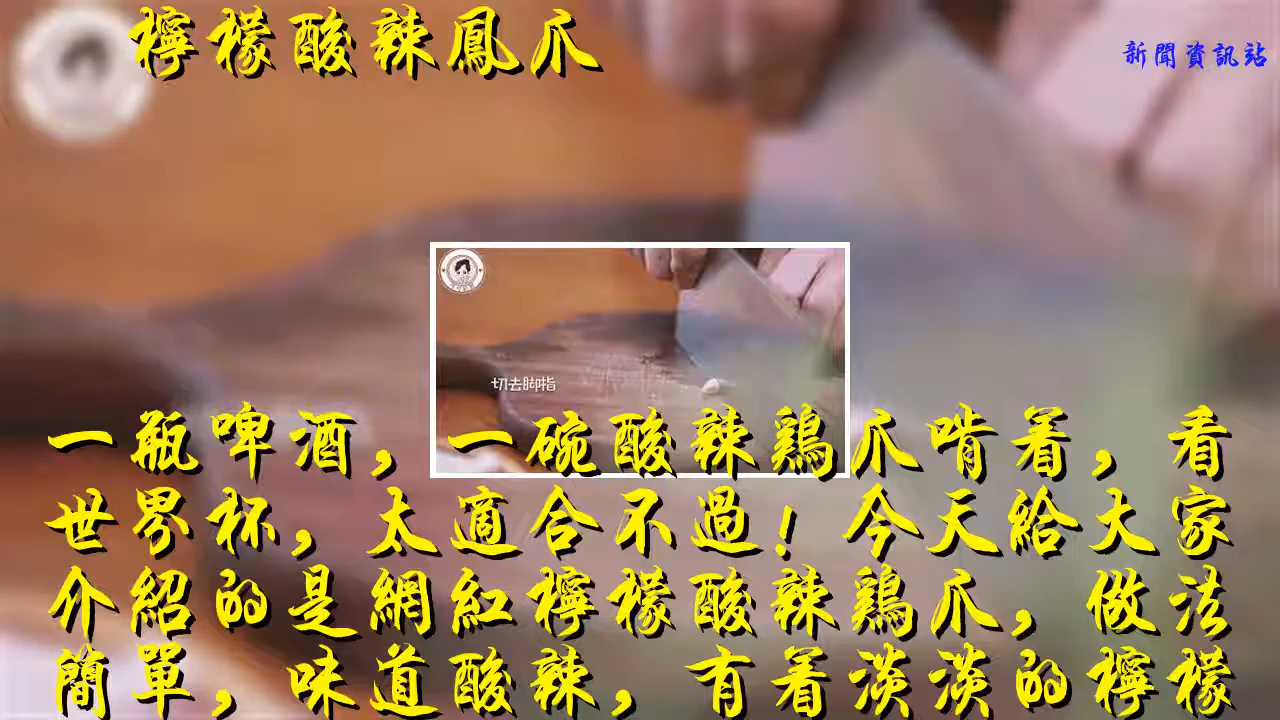 檸檬酸辣鳳爪
新聞資訊站
切去脚指
一瓶啤酒，一碗酸辣鷄爪啃着，看
世界杯，太適合不過！今天給大家
介紹的是網紅檸檬酸辣鷄爪，做法
簡單，味道酸辣，有着淡淡的檸檬